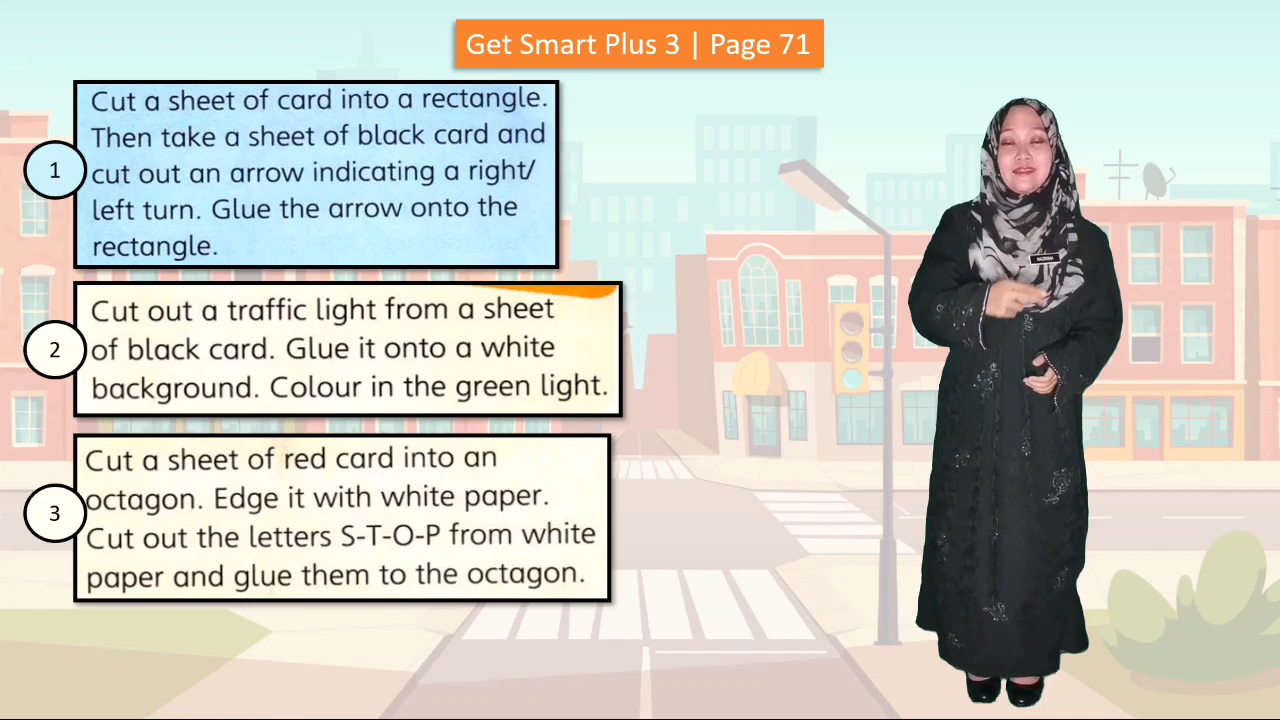 Get Smart Plus 3 | Page 71
1
Cut a sheet of card into a rectangle.
Then take a sheet of black card and
cut out an arrow indicating a right/
left turn. Glue the arrow onto the
rectangle.
2
Cut out a traffic light from a sheet
of black card. Glue it onto a white
background. Colour in the green light.
3
Cut a sheet of red card into an
octagon. Edge it with white paper.
Cut out the letters S-T-O-P from white
paper and glue them to the octagon.